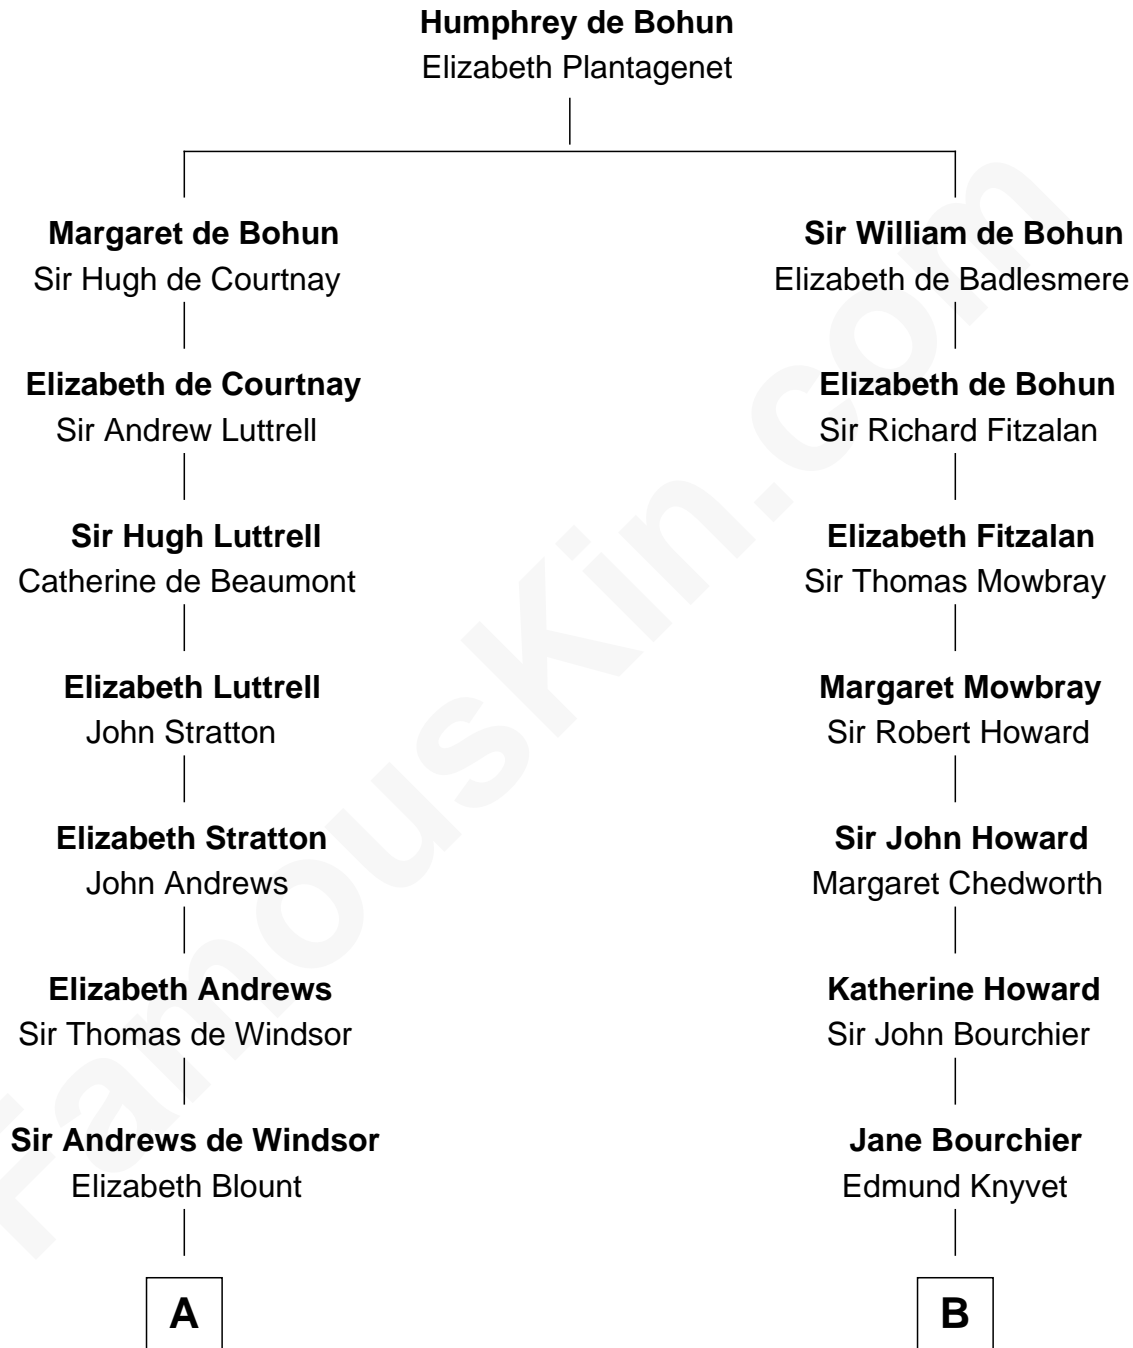 Humphrey de Bohun
Elizabeth Plantagenet
Margaret de Bohun
Sir Hugh de Courtnay
Sir William de Bohun
Elizabeth de Badlesmere
Elizabeth de Courtnay
Sir Andrew Luttrell
Elizabeth de Bohun
Sir Richard Fitzalan
Sir Hugh Luttrell
Catherine de Beaumont
Elizabeth Fitzalan
Sir Thomas Mowbray
Elizabeth Luttrell
John Stratton
Margaret Mowbray
Sir Robert Howard
Elizabeth Stratton
John Andrews
Sir John Howard
Margaret Chedworth
Elizabeth Andrews
Sir Thomas de Windsor
Katherine Howard
Sir John Bourchier
Sir Andrews de Windsor
Elizabeth Blount
Jane Bourchier
Edmund Knyvet
A
B
FamousKin.com